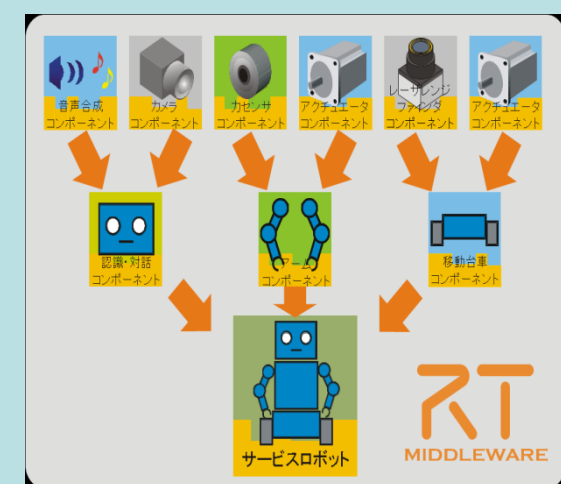 音声合成
コンポーネント
カメラ
コンポーネント
力センサ
コンポーネント
アクチュエータ
コンポーネント
レーザレンジ
ファインダ
コンポーネント
アクチュエータ
コンポーネント
認識・対話
コンポーネント
アーム
コンポーネント
移動台車
コンポーネント
サービスロボット
RT
MIDDLEWARE